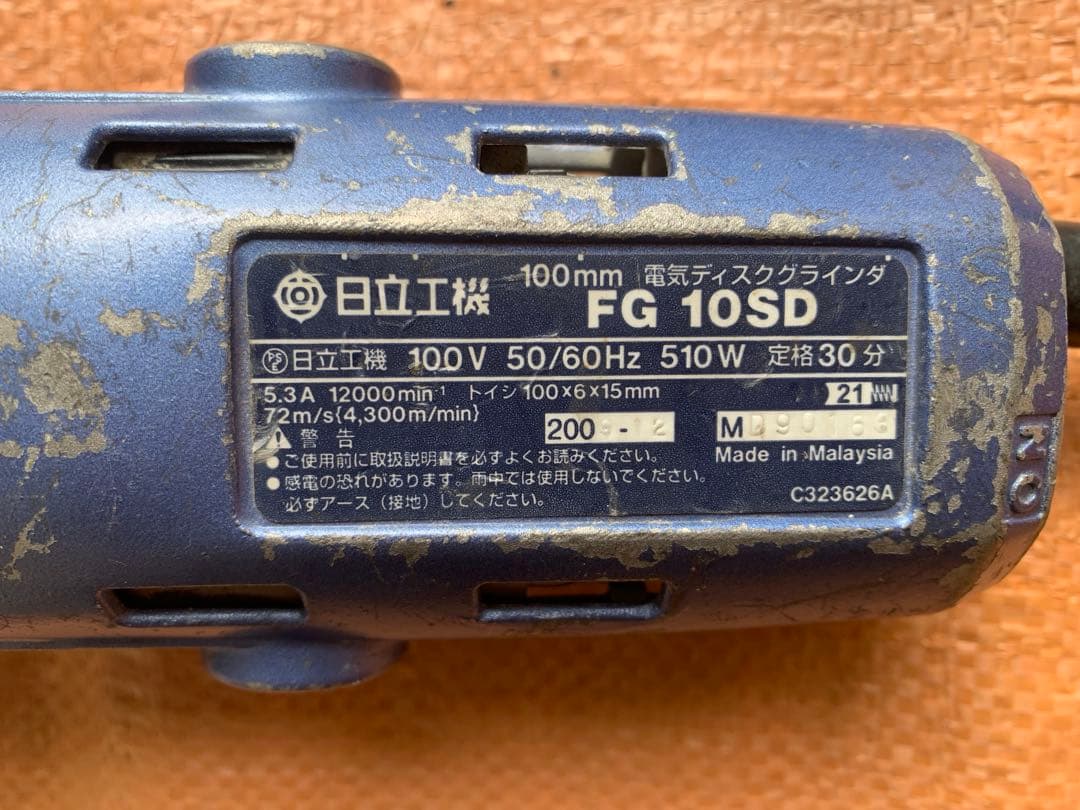 日立工機 100mm 電気ディスクグラインダ
FG 10SD
PSE 日立工機 100V 50/60Hz 510W 定格30分
5.3A 12000min⁻¹ トイシ 100×6×15mm 21
72m/s{4,300m/min}
警告 2009-12 MD90166
●ご使用前に取扱説明書を必ずよくお読みください。 Made in Malaysia
●感電の恐れがあります。雨中では使用しないでください。
必ずアース（接地）してください。 C323626A
NO